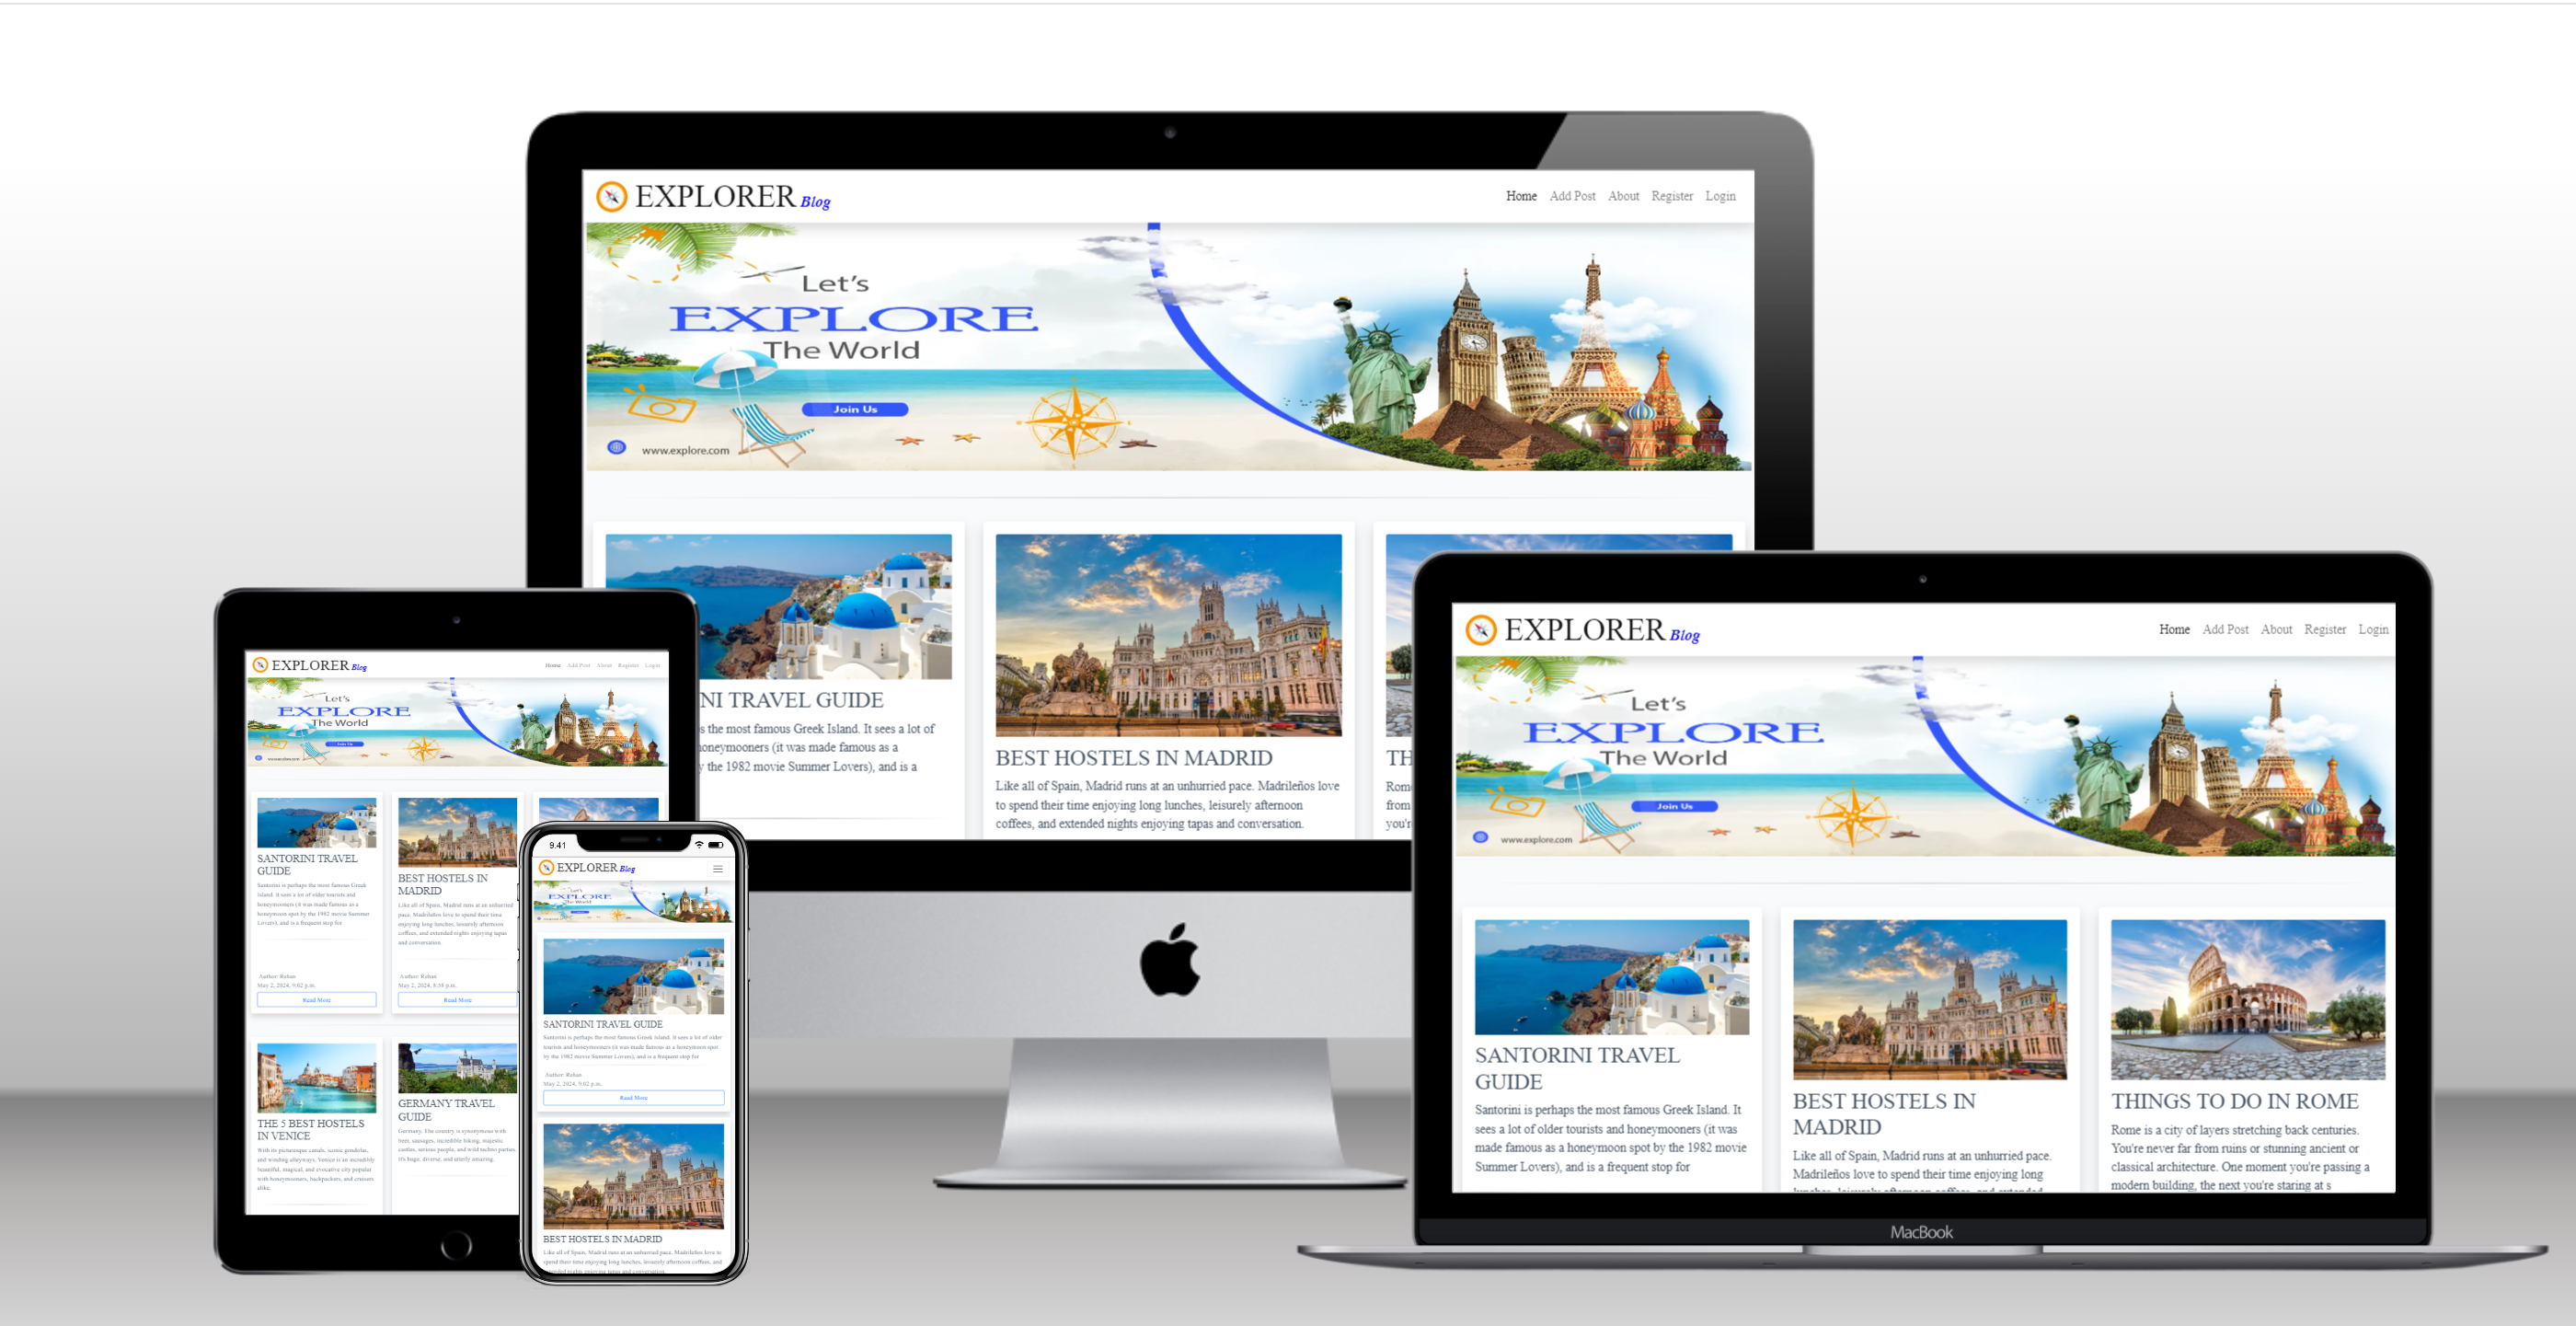 EXPLORER Blog
Home Add Post About Register Login
Let's
EXPLORE
The World
Join Us
www.explore.com
NI TRAVEL GUIDE
s the most famous Greek Island. It sees a lot of
oneymooners (it was made famous as a
y the 1982 movie Summer Lovers), and is a
BEST HOSTELS IN MADRID
Like all of Spain, Madrid runs at an unhurried pace. Madrileños love
to spend their time enjoying long lunches, leisurely afternoon
coffees, and extended nights enjoying tapas and conversation.
TH
Rome
from
you're
EXPLORER Blog
Home Add Post About Register Login
Let's
EXPLORE
The World
Join Us
www.explore.com
SANTORINI TRAVEL
GUIDE
Santorini is perhaps the most famous Greek
island. It sees a lot of older tourists and
honeymooners (it was made famous as a
honeymoon spot by the 1982 movie Summer
Lovers), and is a frequent stop for
Author: Rehan
May 2, 2024, 9:02 p.m.
Read More
BEST HOSTELS IN
MADRID
Like all of Spain, Madrid runs at an unhurried
pace. Madrileños love to spend their time
enjoying long lunches, leisurely afternoon
coffees, and extended nights enjoying tapas
and conversation.
Author: Rehan
May 2, 2024, 8:58 p.m.
Read More
THE 5 BEST HOSTELS
IN VENICE
With its picturesque canals, iconic gondolas,
and winding alleyways, Venice is an incredibly
beautiful, magical, and evocative city popular
with honeymooners, backpackers, and cruisers
alike.
GERMANY TRAVEL
GUIDE
Germany. The country is synonymous with
beer, sausages, incredible hiking, majestic
castles, serious people, and wild techno parties
It's huge, diverse, and utterly amazing.
9.41
EXPLORER Blog
Let's
EXPLORE
The World
SANTORINI TRAVEL GUIDE
Santorini is perhaps the most famous Greek Island. It sees a lot of older
tourists and honeymooners (it was made famous as a honeymoon spot
by the 1982 movie Summer Lovers), and is a frequent stop for
Author: Rehan
May 2, 2024, 9:02 p.m.
Read More
BEST HOSTELS IN MADRID
Like all of Spain, Madrid runs at an unhurried pace. Madrileños love to
spend their time enjoying long lunches, leisurely afternoon coffees, and
extended nights enjoying tapas and conversation.
EXPLORER Blog
Home Add Post About Register Login
Let's
EXPLORE
The World
Join Us
www.explore.com
SANTORINI TRAVEL
GUIDE
Santorini is perhaps the most famous Greek Island. It
sees a lot of older tourists and honeymooners (it was
made famous as a honeymoon spot by the 1982 movie
Summer Lovers), and is a frequent stop for
BEST HOSTELS IN
MADRID
Like all of Spain, Madrid runs at an unhurried pace.
Madrileños love to spend their time enjoying long
lunches, leisurely afternoon coffees, and extended
THINGS TO DO IN ROME
Rome is a city of layers stretching back centuries.
You're never far from ruins or stunning ancient or
classical architecture. One moment you're passing a
modern building, the next you're staring at s
MacBook